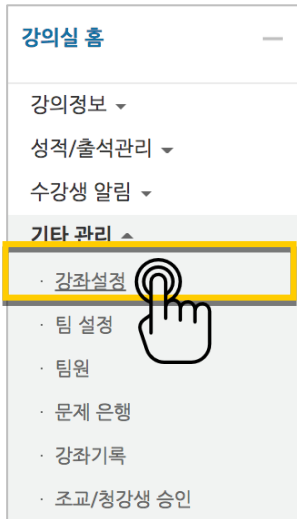 강의실 홈
강의정보
성적/출석관리
수강생 알림
기타 관리
· 강좌설정
· 팀 설정
· 팀원
· 문제 은행
· 강좌기록
· 조교/청강생 승인